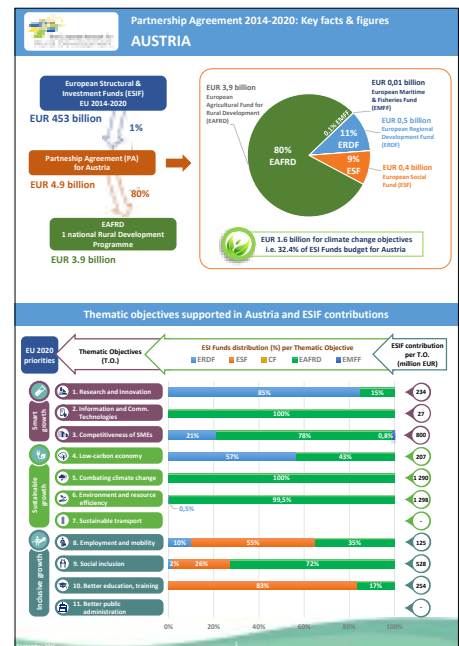 Partnership Agreement 2014-2020: Key facts & figures
AUSTRIA
European Structural &
Investment Funds (ESIF)
EU 2014-2020
EUR 453 billion
1%
Partneship Agreement (PA)
for Austria
EUR 4.9 billion
80%
EAFRD
1 national Rural Development
Programme
EUR 3.9 billion
EUR 3,9 billion
European
Agricultural Fund for
Rural Development
(EAFRD)
EUR 0,01 billion
European Maritime
& Fisheries Fund
(EMFF)
EUR 0,5 billion
European Regional
Development Fund
(ERDF)
EUR 0,4 billion
European Social
Fund (ESF)
0,1% EMFF
11%
ERDF
9%
ESF
80%
EAFRD
EUR 1.6 billion for climate change objectives
i.e. 32.4% of ESI Funds budget for Austria
Thematic objectives supported in Austria and ESIF contributions
EU 2020
priorities
Thematic Objectives
(T.O.)
ESI Funds distribution (%) per Thematic Objective
ERDF ESF CF EAFRD EMFF
ESIF contribution
per T.O.
(million EUR)
Smart
growth
1. Research and Innovation
85% 15%
234
2. Information and Comm.
Technologies
100%
27
3. Competitiveness of SMEs
21% 78% 0,8%
800
Sustainable
growth
4. Low-carbon economy
57% 43%
207
5. Combating climate change
100%
1 290
6. Environment and resource
efficiency
99,5%
0,5%
1 298
7. Sustainable transport
-
Inclusive growth
8. Employment and mobility
10% 55% 35%
125
9. Social inclusion
2% 26% 72%
528
10. Better education, training
83% 17%
254
11. Better public
administration
-
0% 20% 40% 60% 80% 100%